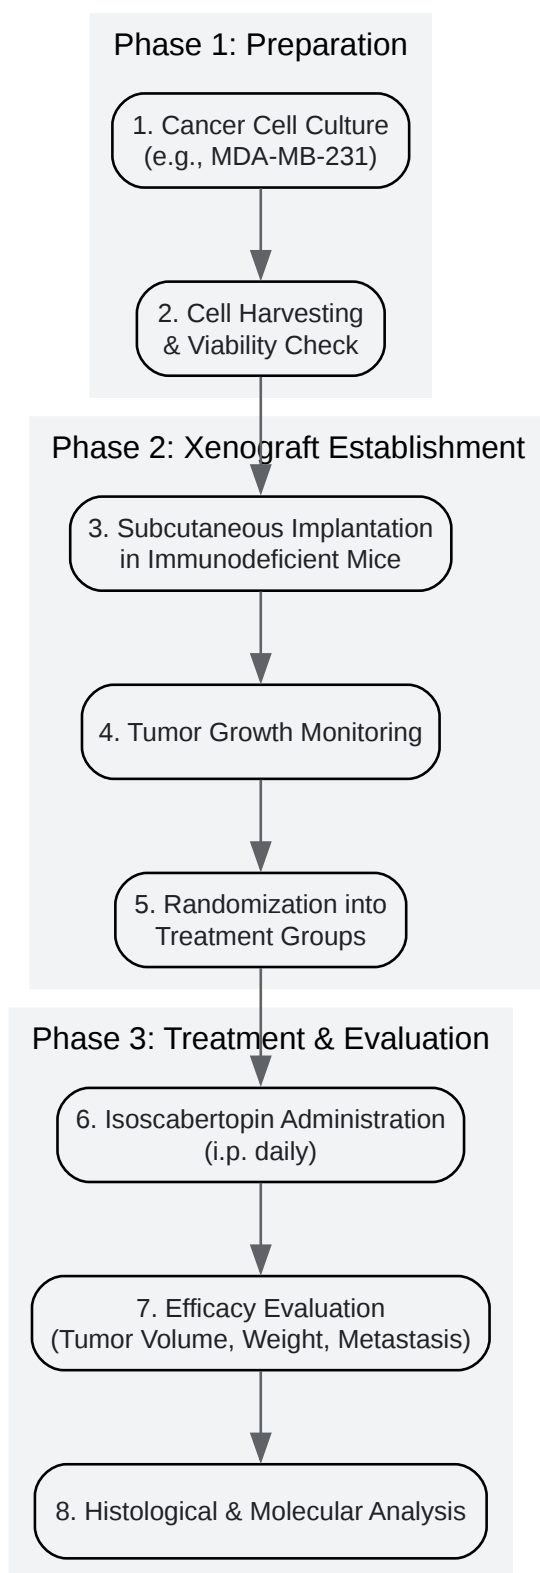 Phase 1: Preparation
1. Cancer Cell Culture
(e.g., MDA-MB-231)
2. Cell Harvesting
& Viability Check
Phase 2: Xenograft Establishment
3. Subcutaneous Implantation
in Immunodeficient Mice
4. Tumor Growth Monitoring
5. Randomization into
Treatment Groups
Phase 3: Treatment & Evaluation
6. Isoscabertopin Administration
(i.p. daily)
7. Efficacy Evaluation
(Tumor Volume, Weight, Metastasis)
8. Histological & Molecular Analysis